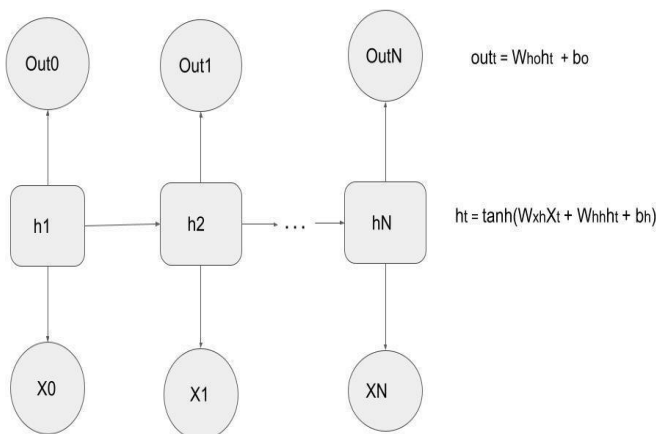 Out0
Out1
OutN
outt = Whoht + bo
h1
h2
...
hN
ht = tanh(WxhXt + Whhht + bh)
X0
X1
XN